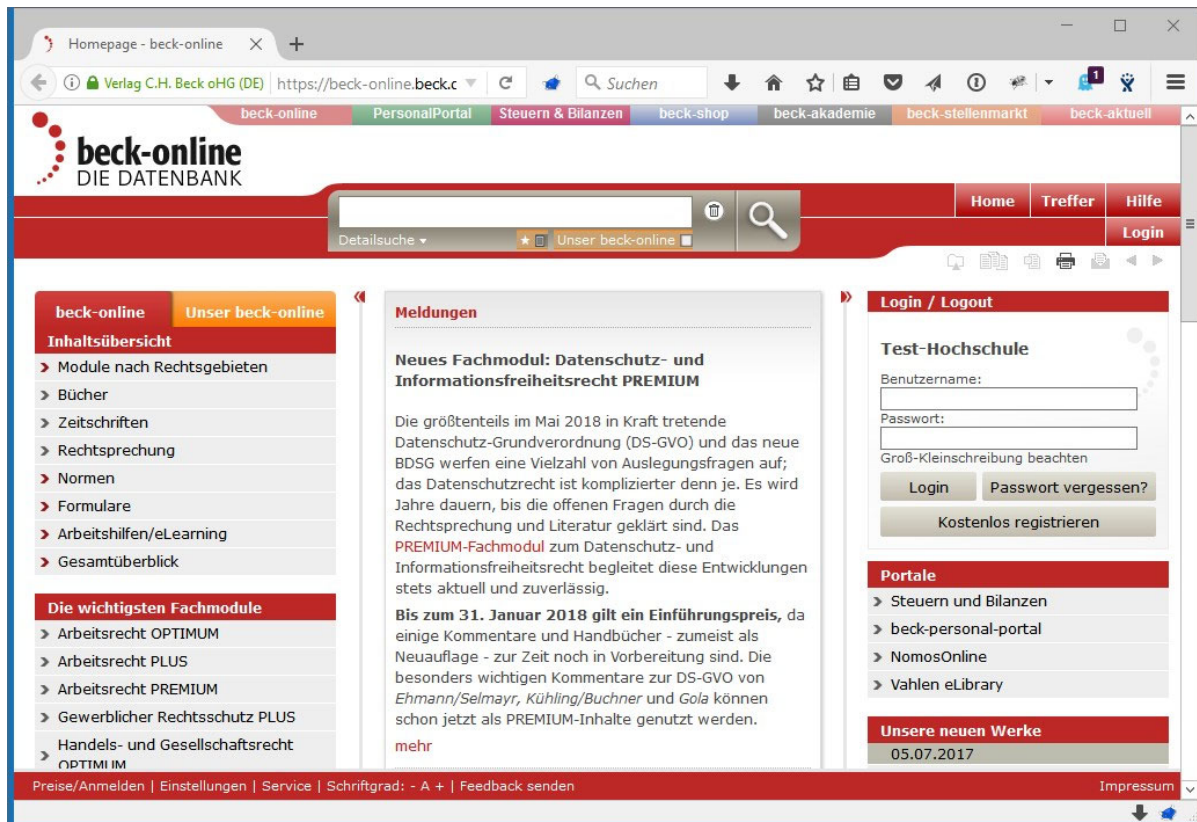 Homepage - beck-online
Verlag C.H. Beck oHG (DE) https://beck-online.beck.c
Suchen
1
beck-online PersonalPortal Steuern & Bilanzen beck-shop beck-akademie beck-stellenmarkt beck-aktuell
beck-online
DIE DATENBANK
Home Treffer Hilfe
Detailsuche Unser beck-online
Login
beck-online Unser beck-online
Inhaltsübersicht
Module nach Rechtsgebieten
Bücher
Zeitschriften
Rechtsprechung
Normen
Formulare
Arbeitshilfen/eLearning
Gesamtüberblick
Die wichtigsten Fachmodule
Arbeitsrecht OPTIMUM
Arbeitsrecht PLUS
Arbeitsrecht PREMIUM
Gewerblicher Rechtsschutz PLUS
Handels- und Gesellschaftsrecht
OPTIMUM
Meldungen
Neues Fachmodul: Datenschutz- und
Informationsfreiheitsrecht PREMIUM
Die größtenteils im Mai 2018 in Kraft tretende
Datenschutz-Grundverordnung (DS-GVO) und das neue
BDSG werfen eine Vielzahl von Auslegungsfragen auf;
das Datenschutzrecht ist komplizierter denn je. Es wird
Jahre dauern, bis die offenen Fragen durch die
Rechtsprechung und Literatur geklärt sind. Das
PREMIUM-Fachmodul zum Datenschutz- und
Informationsfreiheitsrecht begleitet diese Entwicklungen
stets aktuell und zuverlässig.
Bis zum 31. Januar 2018 gilt ein Einführungspreis, da
einige Kommentare und Handbücher - zumeist als
Neuauflage - zur Zeit noch in Vorbereitung sind. Die
besonders wichtigen Kommentare zur DS-GVO von
Ehmann/Selmayr, Kühling/Buchner und Gola können
schon jetzt als PREMIUM-Inhalte genutzt werden.
mehr
Login / Logout
Test-Hochschule
Benutzername:
Passwort:
Groß-Kleinschreibung beachten
Login Passwort vergessen?
Kostenlos registrieren
Portale
Steuern und Bilanzen
beck-personal-portal
NomosOnline
Vahlen eLibrary
Unsere neuen Werke
05.07.2017
Preise/Anmelden | Einstellungen | Service | Schriftgrad: - A + | Feedback senden
Impressum